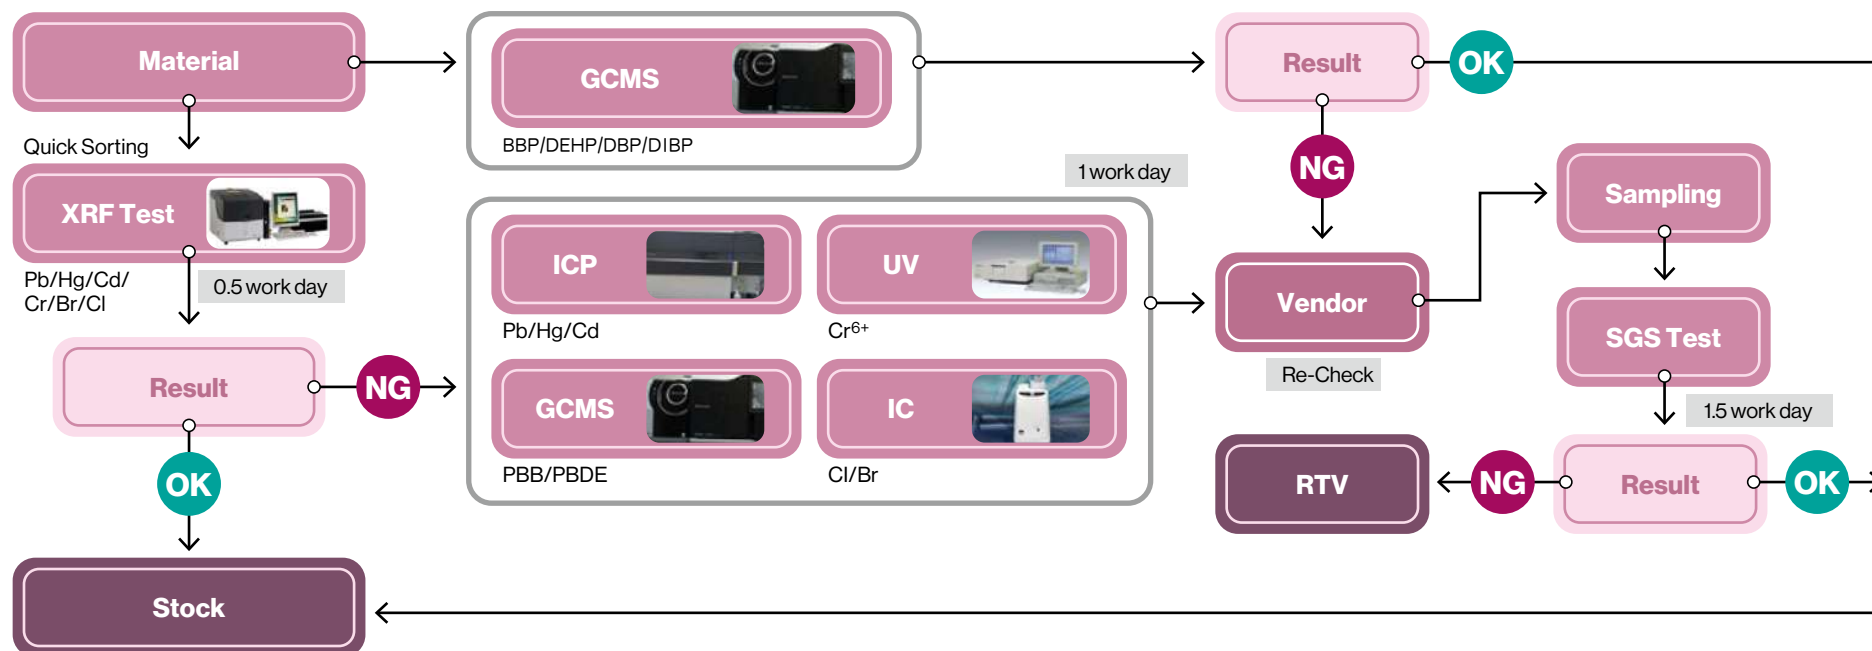 Material
Quick Sorting
XRF Test
Pb/Hg/Cd/
Cr/Br/Cl
0.5 work day
Result
NG
OK
Stock
GCMS
BBP/DEHP/DBP/DIBP
1 work day
ICP
Pb/Hg/Cd
UV
Cr⁶⁺
GCMS
PBB/PBDE
IC
Cl/Br
Result
OK
NG
Vendor
Re-Check
Sampling
SGS Test
1.5 work day
Result
NG
OK
RTV